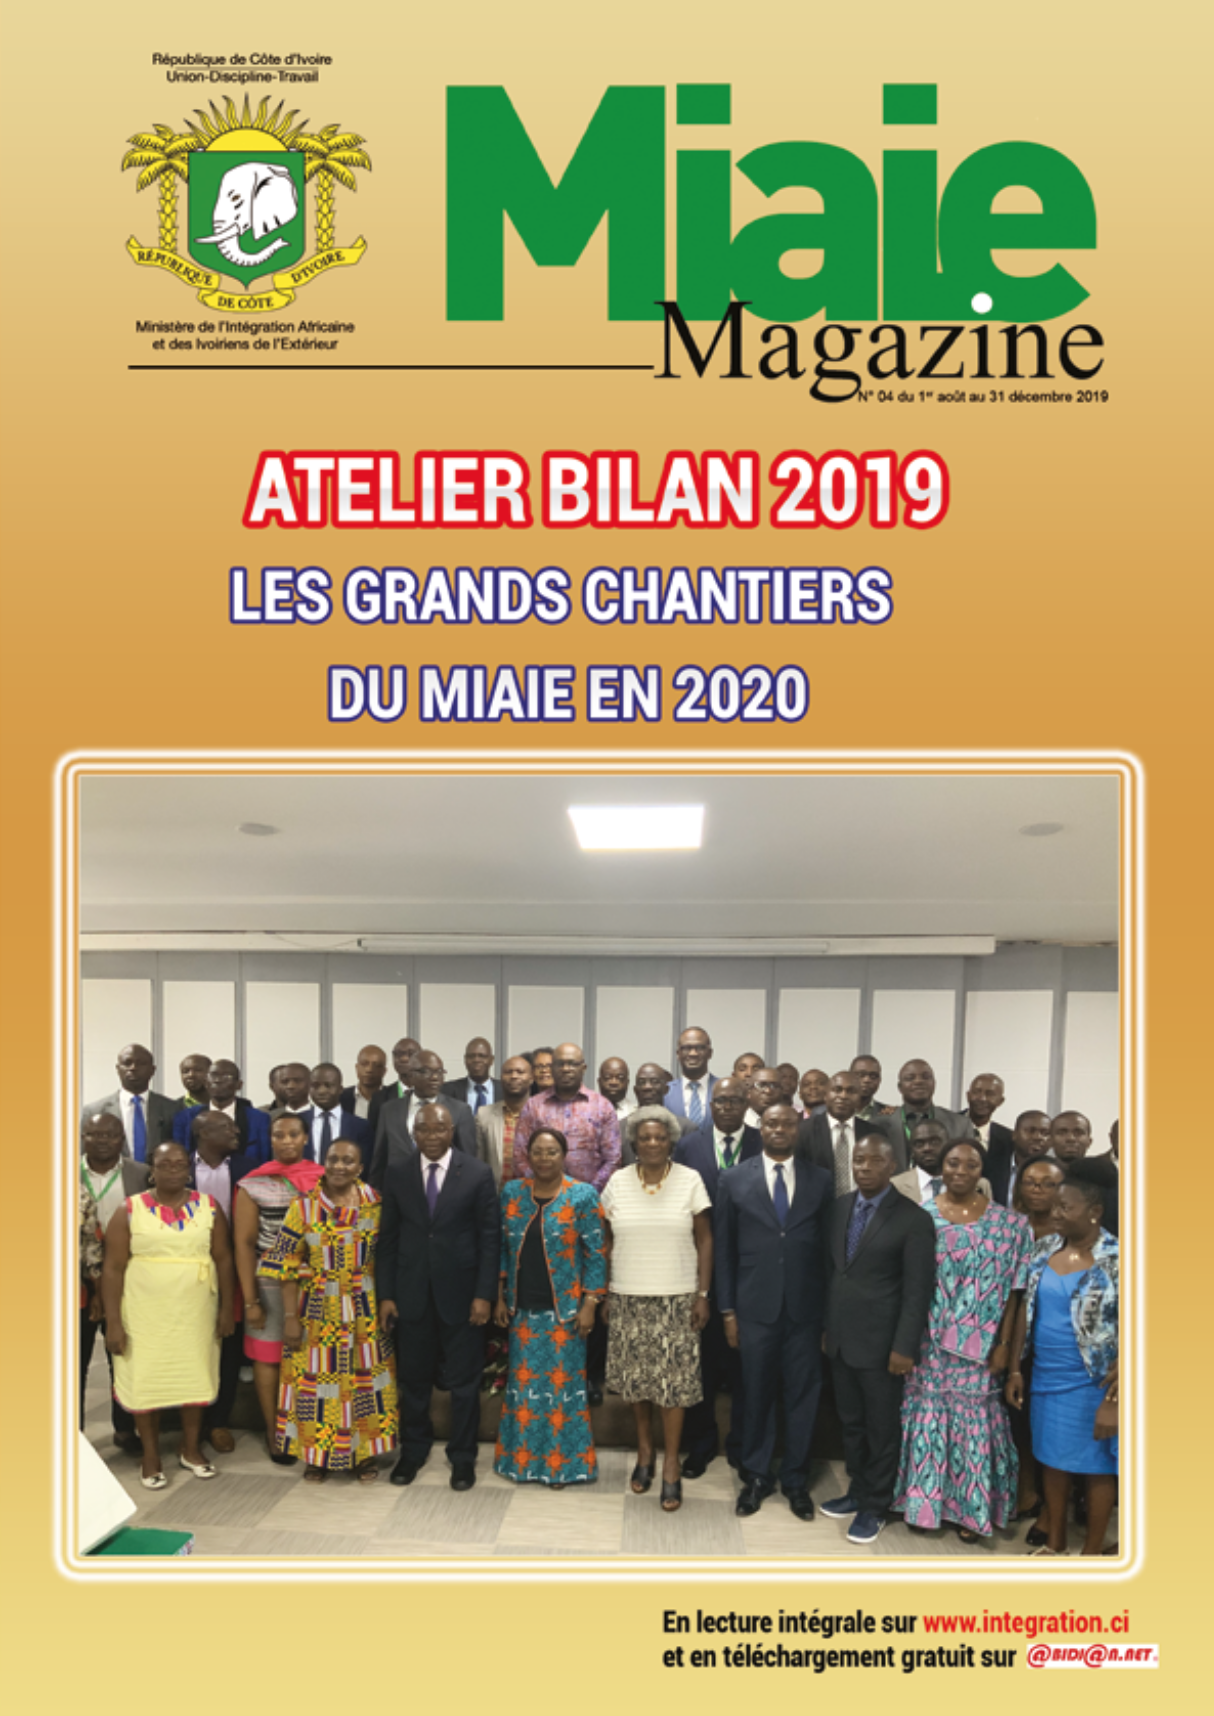 République de Côte d'Ivoire
Union-Discipline-Travail
RÉPUBLIQUE
DE CÔTE
D'IVOIRE
Ministère de l'Intégration Africaine
et des Ivoiriens de l'Extérieur
Miaie
Magazine
N° 04 du 1er août au 31 décembre 2019
ATELIER BILAN 2019
LES GRANDS CHANTIERS
DU MIAIE EN 2020
En lecture intégrale sur www.integration.ci
et en téléchargement gratuit sur @BIDI@N.NET